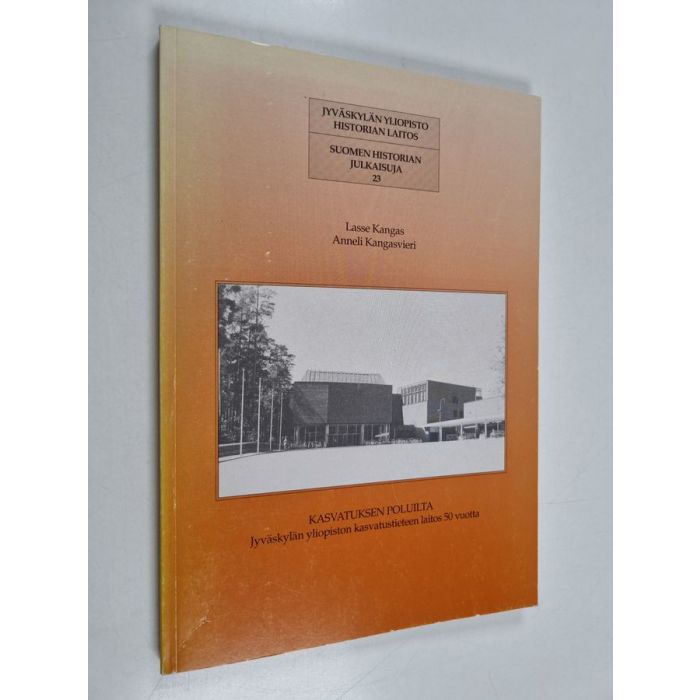 JYVÄSKYLÄN YLIOPISTO
HISTORIAN LAITOS
SUOMEN HISTORIAN
JULKAISUJA
23
Lasse Kangas
Anneli Kangasvieri
KASVATUKSEN POLUILTA
Jyväskylän yliopiston kasvatustieteen laitos 50 vuotta